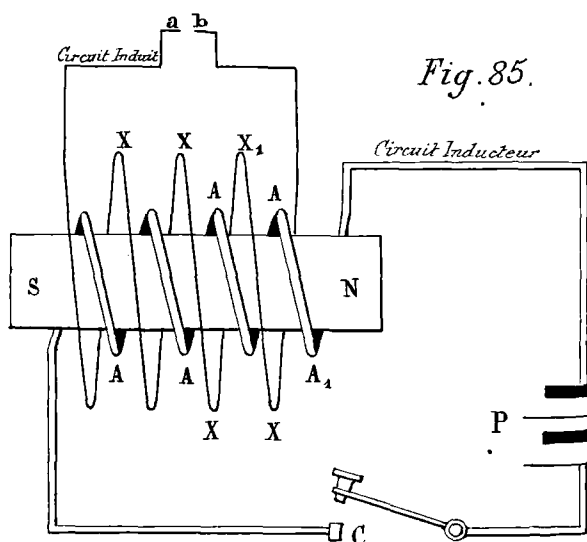 a b
Circuit Induit
Fig. 85.
X X X1
Circuit Inducteur
A A
S N
A A A1
X X
P
C